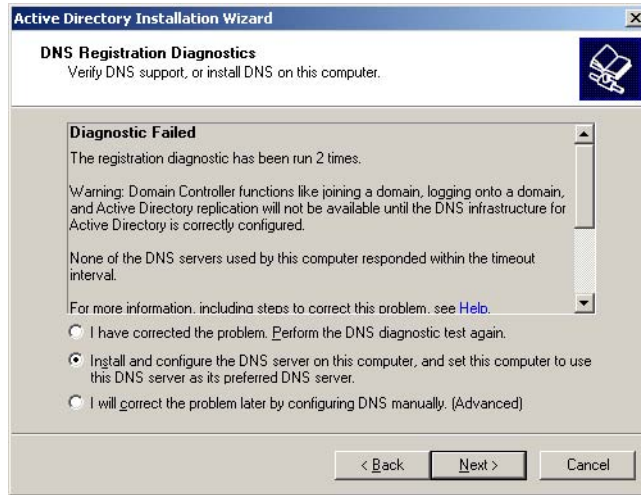 Active Directory Installation Wizard
DNS Registration Diagnostics
Verify DNS support, or install DNS on this computer.
Diagnostic Failed
The registration diagnostic has been run 2 times.
Warning: Domain Controller functions like joining a domain, logging onto a domain,
and Active Directory replication will not be available until the DNS infrastructure for
Active Directory is correctly configured.
None of the DNS servers used by this computer responded within the timeout
interval.
For more information, including steps to correct this problem, see Help.
I have corrected the problem. Perform the DNS diagnostic test again.
Install and configure the DNS server on this computer, and set this computer to use
this DNS server as its preferred DNS server.
I will correct the problem later by configuring DNS manually. (Advanced)
< Back
Next >
Cancel